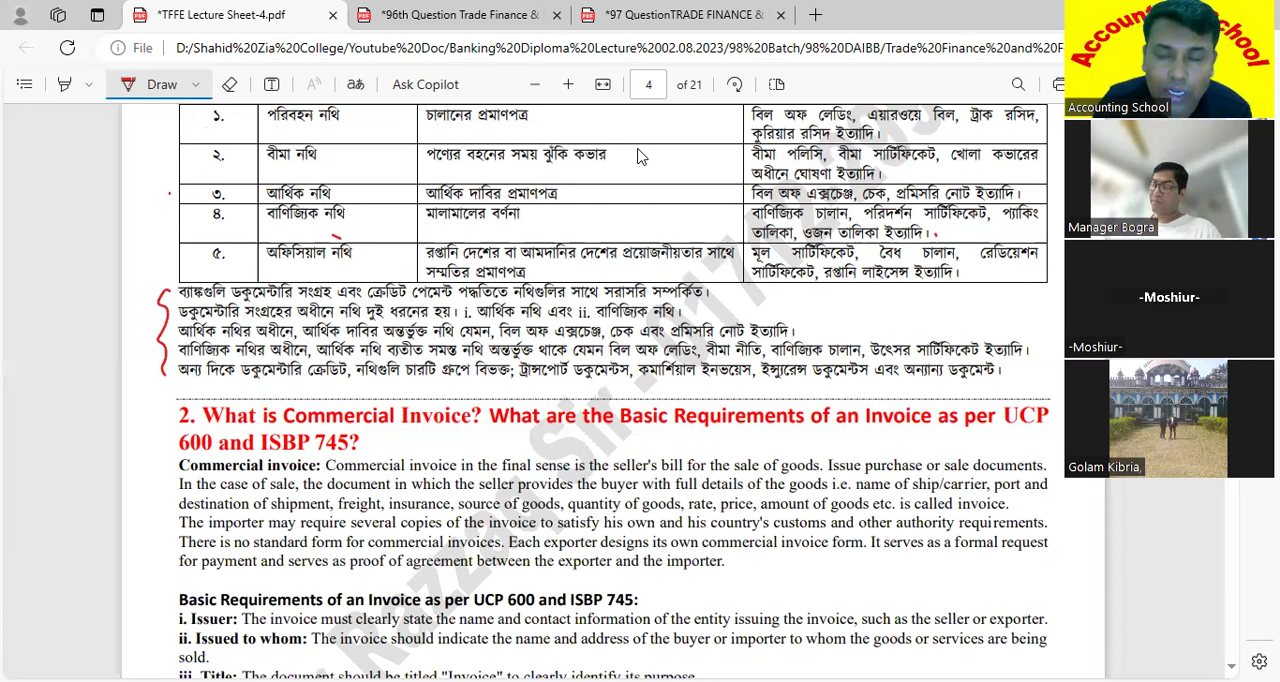 *TFFE Lecture Sheet-4.pdf
*96th Question Trade Finance &
*97 QuestionTRADE FINANCE &
File
D:/Shahid%20Zia%20College/Youtube%20Doc/Banking%20Diploma%20Lecture%2002.08.2023/98%20Batch/98%20DAIBB/Trade%20Finance%20and%20F
Draw
Ask Copilot
4 of 21
১. পরিবহন নথি চালানের প্রমাণপত্র বিল অফ লেডিং, এয়ারওয়ে বিল, ট্রাক রসিদ,
কুরিয়ার রসিদ ইত্যাদি।
২. বীমা নথি পণ্যের বহনের সময় ঝুঁকি কভার বীমা পলিসি, বীমা সার্টিফিকেট, খোলা কভারের
অধীনে ঘোষণা ইত্যাদি।
৩. আর্থিক নথি আর্থিক দাবির প্রমাণপত্র বিল অফ এক্সচেঞ্জ, চেক, প্রমিসরি নোট ইত্যাদি।
৪. বাণিজ্যিক নথি মালামালের বর্ণনা বাণিজ্যিক চালান, পরিদর্শন সার্টিফিকেট, প্যাকিং
তালিকা, ওজন তালিকা ইত্যাদি।
৫. অফিসিয়াল নথি রপ্তানি দেশের বা আমদানির দেশের প্রয়োজনীয়তার সাথে মূল সার্টিফিকেট, বৈধ চালান, রেডিয়েশন
সম্মতির প্রমাণপত্র সার্টিফিকেট, রপ্তানি লাইসেন্স ইত্যাদি।
ব্যাঙ্কগুলি ডকুমেন্টারি সংগ্রহ এবং ক্রেডিট পেমেন্ট পদ্ধতিতে নথিগুলির সাথে সরাসরি সম্পর্কিত।
ডকুমেন্টারি সংগ্রহের অধীনে নথি দুই ধরনের হয়। i. আর্থিক নথি এবং ii. বাণিজ্যিক নথি।
আর্থিক নথির অধীনে, আর্থিক দাবির অন্তর্ভুক্ত নথি যেমন, বিল অফ এক্সচেঞ্জ, চেক এবং প্রমিসরি নোট ইত্যাদি।
বাণিজ্যিক নথির অধীনে, আর্থিক নথি ব্যতীত সমস্ত নথি অন্তর্ভুক্ত থাকে যেমন বিল অফ লেডিং, বীমা নীতি, বাণিজ্যিক চালান, উৎসর সার্টিফিকেট ইত্যাদি।
অন্য দিকে ডকুমেন্টারি ক্রেডিট, নথিগুলি চারটি গ্রুপে বিভক্ত; ট্রান্সপোর্ট ডকুমেন্টস, কমার্শিয়াল ইনভয়েস, ইন্স্যুরেন্স ডকুমেন্টস এবং অন্যান্য ডকুমেন্ট।
2. What is Commercial Invoice? What are the Basic Requirements of an Invoice as per UCP
600 and ISBP 745?
Commercial invoice: Commercial invoice in the final sense is the seller's bill for the sale of goods. Issue purchase or sale documents.
In the case of sale, the document in which the seller provides the buyer with full details of the goods i.e. name of ship/carrier, port and
destination of shipment, freight, insurance, source of goods, quantity of goods, rate, price, amount of goods etc. is called invoice.
The importer may require several copies of the invoice to satisfy his own and his country's customs and other authority requirements.
There is no standard form for commercial invoices. Each exporter designs its own commercial invoice form. It serves as a formal request
for payment and serves as proof of agreement between the exporter and the importer.
Basic Requirements of an Invoice as per UCP 600 and ISBP 745:
i. Issuer: The invoice must clearly state the name and contact information of the entity issuing the invoice, such as the seller or exporter.
ii. Issued to whom: The invoice should indicate the name and address of the buyer or importer to whom the goods or services are being
sold.
iii. Title: The document should be titled "Invoice" to clearly identify its purpose.
Accounting School
Accounting School
Manager Bogra
-Moshiur-
-Moshiur-
Golam Kibria,